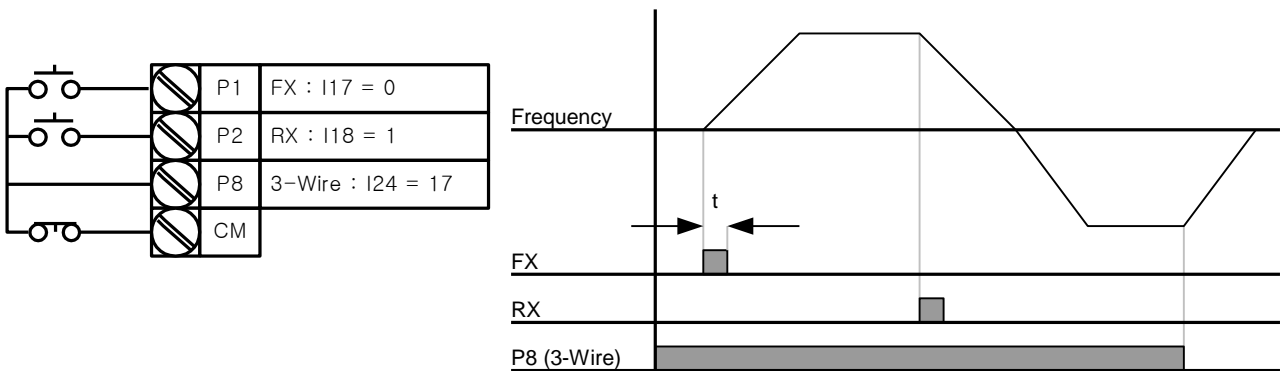 P1 FX : I17 = 0
P2 RX : I18 = 1
P8 3-Wire : I24 = 17
CM
Frequency
t
FX
RX
P8 (3-Wire)